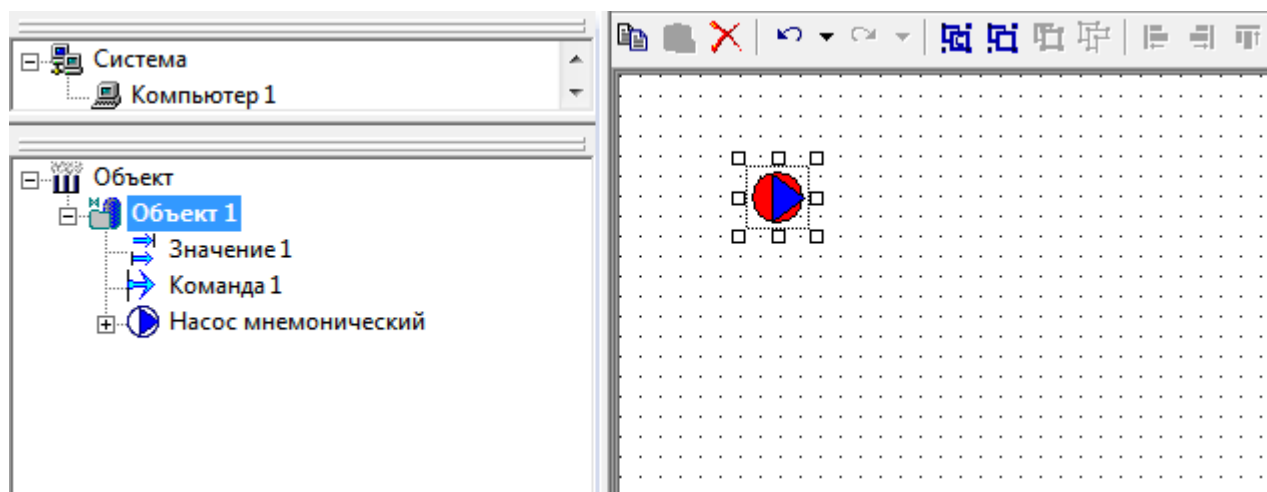 Система
Компьютер 1
Объект
Объект 1
Значение 1
Команда 1
Насос мнемонический